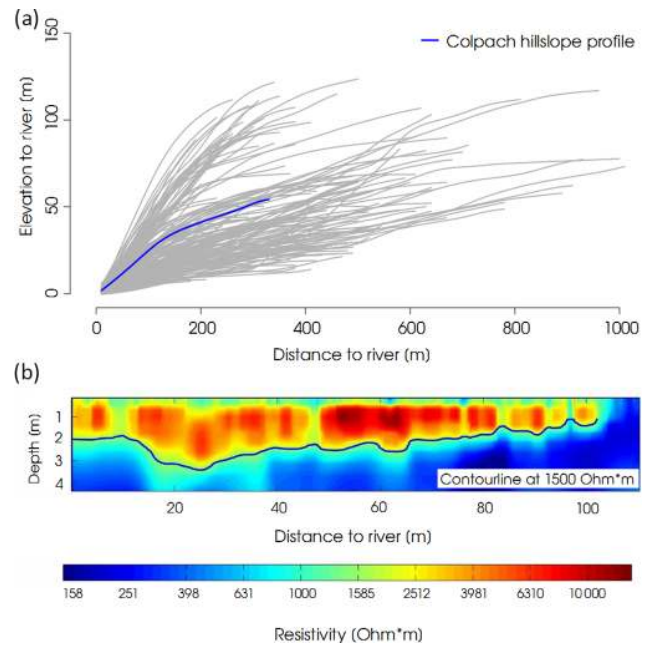 (a)
150
100
50
0
Elevation to river [m]
Colpach hillslope profile
0 200 400 600 800 1000
Distance to river [m]
(b)
1
2
3
4
Depth [m]
Contourline at 1500 Ohm*m
20 40 60 80 100
Distance to river [m]
158 251 398 631 1000 1585 2512 3981 6310 10 000
Resistivity [Ohm*m]